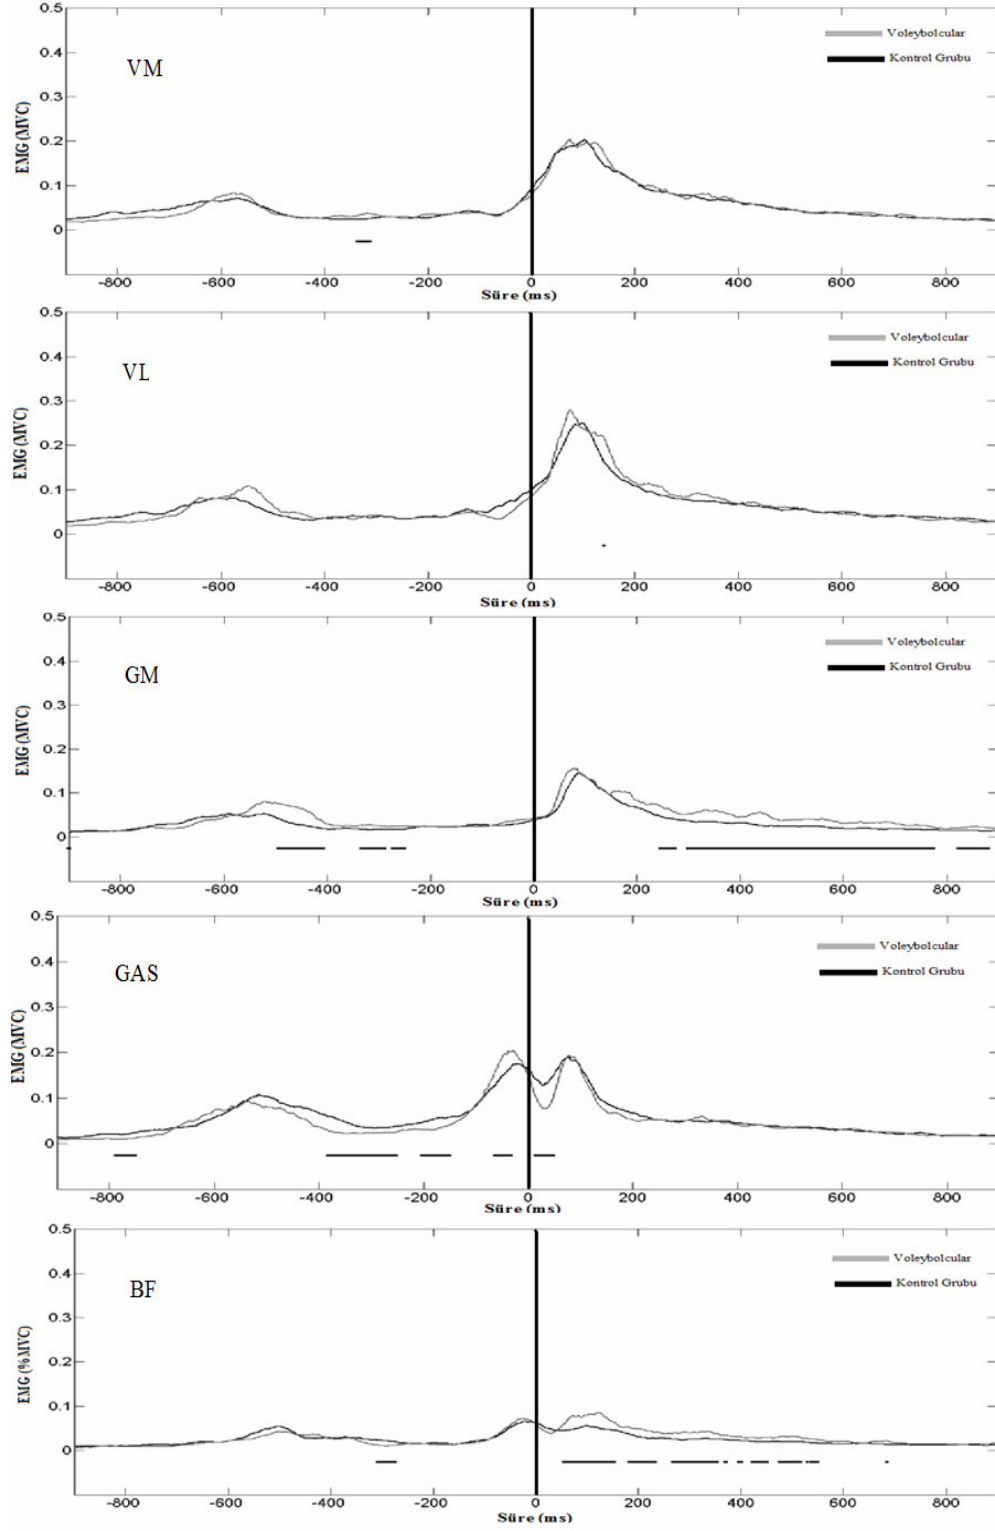 0.5
Voleybolcular
0.4
Kontrol Grubu
VM
0.3
EMG (MVC)
0.2
0.1
0
-800 -600 -400 -200 0 200 400 600 800
Süre (ms)
0.5
Voleybolcular
0.4
Kontrol Grubu
VL
0.3
EMG (MVC)
0.2
0.1
0
-800 -600 -400 -200 0 200 400 600 800
Süre (ms)
0.5
Voleybolcular
0.4
Kontrol Grubu
GM
0.3
EMG (MVC)
0.2
0.1
0
-800 -600 -400 -200 0 200 400 600 800
Süre (ms)
0.5
Voleybolcular
0.4
Kontrol Grubu
GAS
0.3
EMG (MVC)
0.2
0.1
0
-800 -600 -400 -200 0 200 400 600 800
Süre (ms)
0.5
Voleybolcular
0.4
Kontrol Grubu
BF
0.3
EMG (%MVC)
0.2
0.1
0
-800 -600 -400 -200 0 200 400 600 800
Süre (ms)